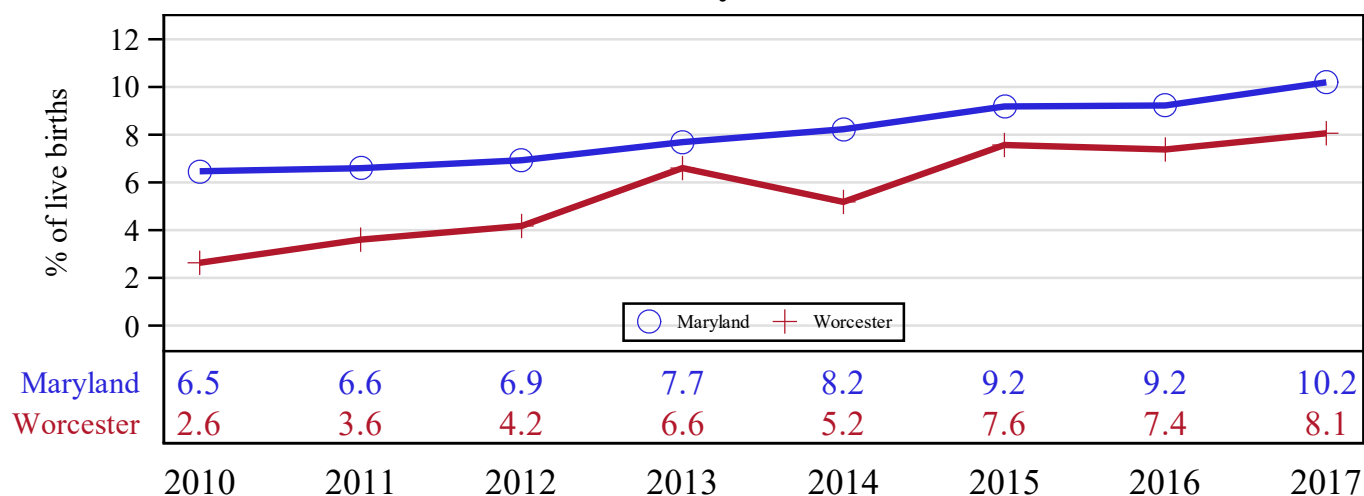 % of live births
12
10
8
6
4
2
0
Maryland Worcester
Maryland 6.5 6.6 6.9 7.7 8.2 9.2 9.2 10.2
Worcester 2.6 3.6 4.2 6.6 5.2 7.6 7.4 8.1
2010 2011 2012 2013 2014 2015 2016 2017